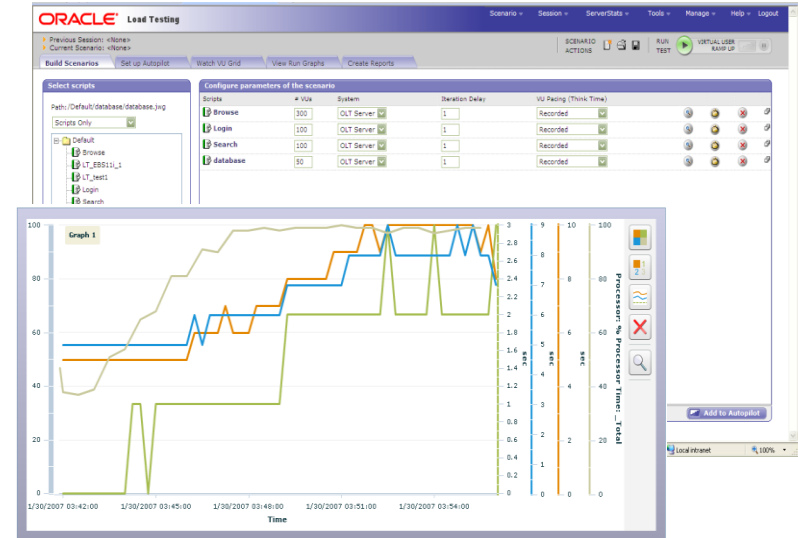 ORACLE Load Testing
Scenario Session ServerStats Tools Manage Help Logout
Previous Session: <None>
Current Scenario: <None>
SCENARIO ACTIONS
RUN TEST
VIRTUAL USER RAMP UP
Build Scenarios Set up Autopilot Watch VU Grid View Run Graphs Create Reports
Select scripts
Path: /Default/database/database.jwg
Scripts Only
Default
Browse
LT_EBS11i_1
LT_test1
Login
Search
Configure parameters of the scenario
Scripts # VUs System Iteration Delay VU Pacing (Think Time)
Browse 300 OLT Server 1 Recorded
Login 100 OLT Server 1 Recorded
Search 100 OLT Server 1 Recorded
database 50 OLT Server 1 Recorded
Graph 1
100
80
60
40
20
0
3
2.8
2.6
2.4
2.2
2
1.8
1.6
1.4
1.2
1
0.8
0.6
0.4
0.2
0
sec
9
8
7
6
5
4
3
2
1
0
sec
10
8
6
4
2
0
sec
100
80
60
40
20
0
Processor: % Processor Time: _Total
1/30/2007 03:42:00 1/30/2007 03:45:00 1/30/2007 03:48:00 1/30/2007 03:51:00 1/30/2007 03:54:00
Time
Add to Autopilot
Local intranet 100%